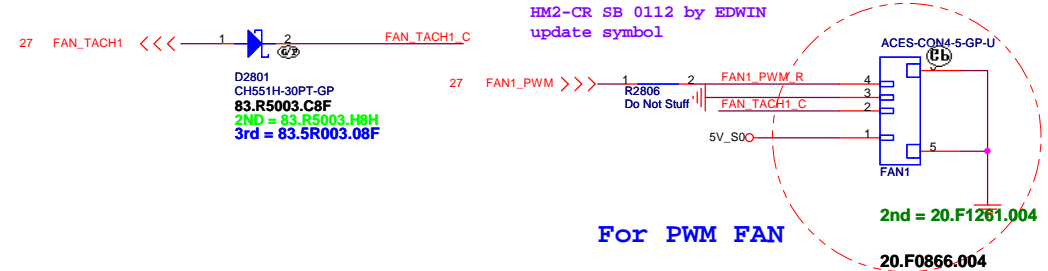 HM2-CR SB 0112 by EDWIN
update symbol
27 FAN_TACH1
1
2
FAN_TACH1_C
G/P
D2801
CH551H-30PT-GP
83.R5003.C8F
2ND = 83.R5003.H8H
3rd = 83.5R003.08F
27 FAN1_PWM
1
2
R2806
Do Not Stuff
FAN1_PWM_R
FAN_TACH1_C
5V_S0
ACES-CON4-5-GP-U
4
3
2
1
5
FAN1
2nd = 20.F1261.004
20.F0866.004
For PWM FAN